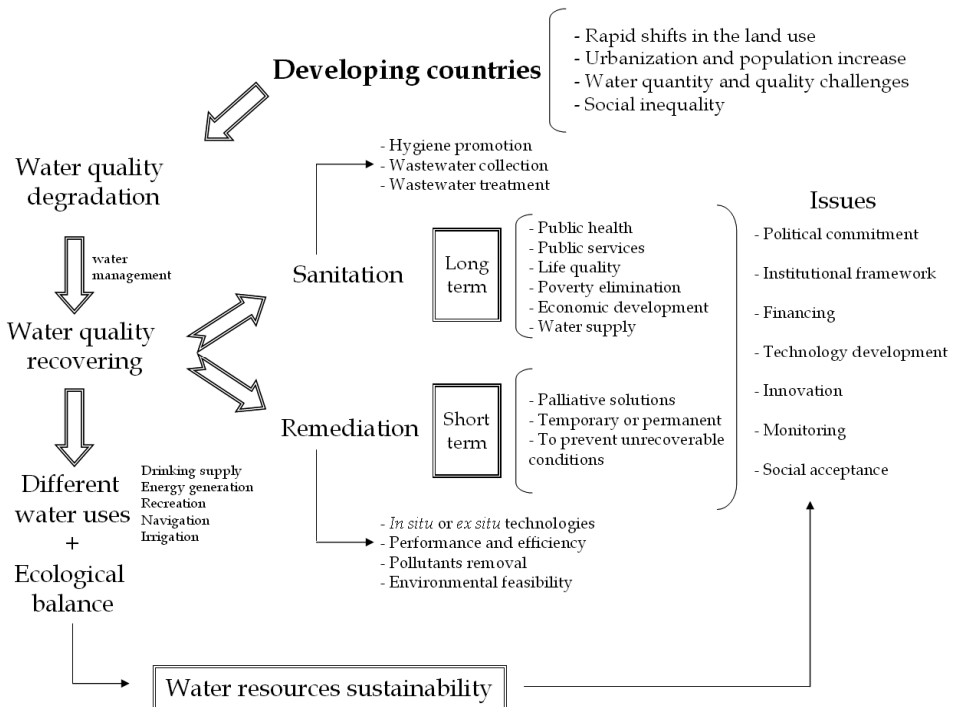 Developing countries
- Rapid shifts in the land use
- Urbanization and population increase
- Water quantity and quality challenges
- Social inequality
Water quality
degradation
water
management
Water quality
recovering
Different
water uses
+
Ecological
balance
Drinking supply
Energy generation
Recreation
Navigation
Irrigation
- Hygiene promotion
- Wastewater collection
- Wastewater treatment
Sanitation
Long
term
- Public health
- Public services
- Life quality
- Poverty elimination
- Economic development
- Water supply
Remediation
Short
term
- Palliative solutions
- Temporary or permanent
- To prevent unrecoverable
conditions
- In situ or ex situ technologies
- Performance and efficiency
- Pollutants removal
- Environmental feasibility
Issues
- Political commitment
- Institutional framework
- Financing
- Technology development
- Innovation
- Monitoring
- Social acceptance
Water resources sustainability